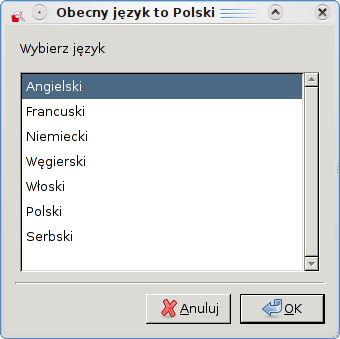 Obecny język to Polski
Wybierz język
Angielski
Francuski
Niemiecki
Węgierski
Włoski
Polski
Serbski
Anuluj
OK